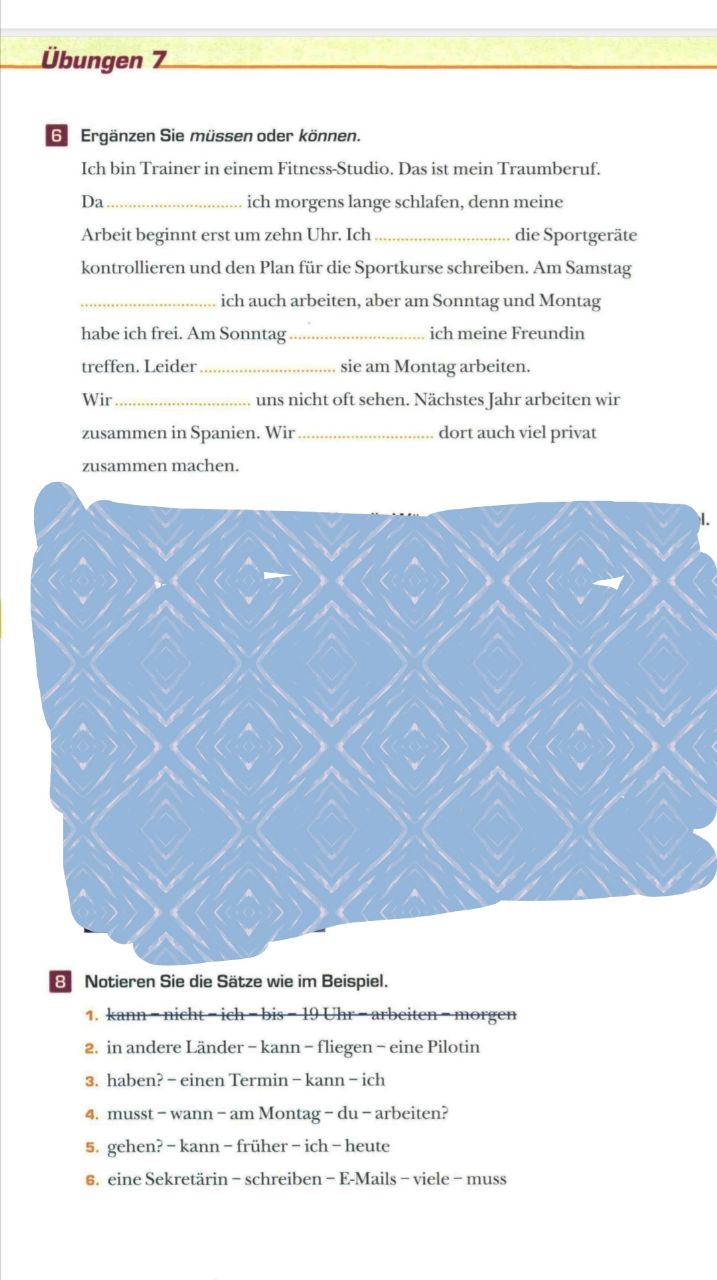 Übungen 7
6 Ergänzen Sie müssen oder können.
Ich bin Trainer in einem Fitness-Studio. Das ist mein Traumberuf.
Da ............................ ich morgens lange schlafen, denn meine
Arbeit beginnt erst um zehn Uhr. Ich ............................ die Sportgeräte
kontrollieren und den Plan für die Sportkurse schreiben. Am Samstag
............................ ich auch arbeiten, aber am Sonntag und Montag
habe ich frei. Am Sonntag ............................ ich meine Freundin
treffen. Leider ............................ sie am Montag arbeiten.
Wir ............................ uns nicht oft sehen. Nächstes Jahr arbeiten wir
zusammen in Spanien. Wir ............................ dort auch viel privat
zusammen machen.
8 Notieren Sie die Sätze wie im Beispiel.
1. kann – nicht – ich – bis – 19 Uhr – arbeiten – morgen
2. in andere Länder – kann – fliegen – eine Pilotin
3. haben? – einen Termin – kann – ich
4. musst – wann – am Montag – du – arbeiten?
5. gehen? – kann – früher – ich – heute
6. eine Sekretärin – schreiben – E-Mails – viele – muss